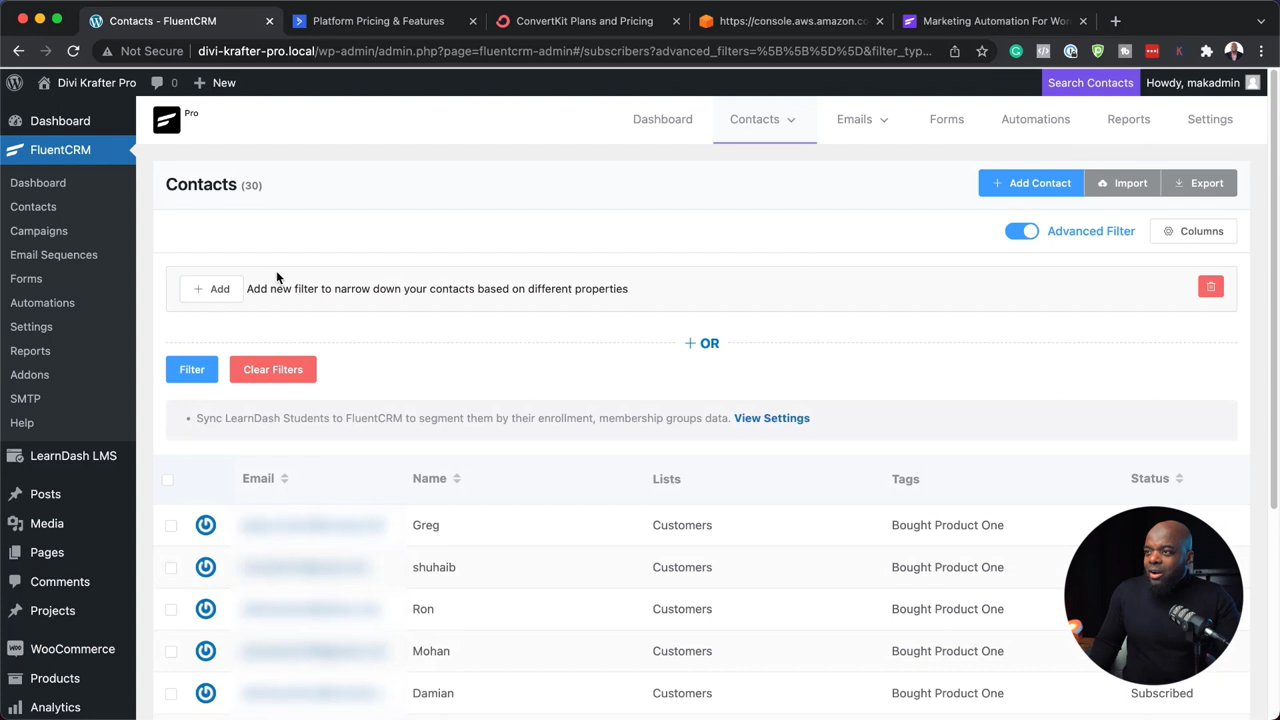 Contacts - FluentCRM
Platform Pricing & Features
ConvertKit Plans and Pricing
https://console.aws.amazon.co
Marketing Automation For Wor
Not Secure
divi-krafter-pro.local/wp-admin/admin.php?page=fluentcrm-admin#/subscribers?advanced_filters=%5B%5B%5D%5D&filter_typ...
Divi Krafter Pro
0
New
Search Contacts
Howdy, makadmin
Dashboard
FluentCRM
Dashboard
Contacts
Campaigns
Email Sequences
Forms
Automations
Settings
Reports
Addons
SMTP
Help
LearnDash LMS
Posts
Media
Pages
Comments
Projects
WooCommerce
Products
Analytics
Pro
Dashboard
Contacts
Emails
Forms
Automations
Reports
Settings
Contacts (30)
+ Add Contact
Import
Export
Advanced Filter
Columns
+ Add
Add new filter to narrow down your contacts based on different properties
+ OR
Filter
Clear Filters
• Sync LearnDash Students to FluentCRM to segment them by their enrollment, membership groups data. View Settings
Email
Name
Lists
Tags
Status
Greg
Customers
Bought Product One
shuhaib
Customers
Bought Product One
Ron
Customers
Bought Product One
Mohan
Customers
Bought Product One
Damian
Customers
Bought Product One
Subscribed